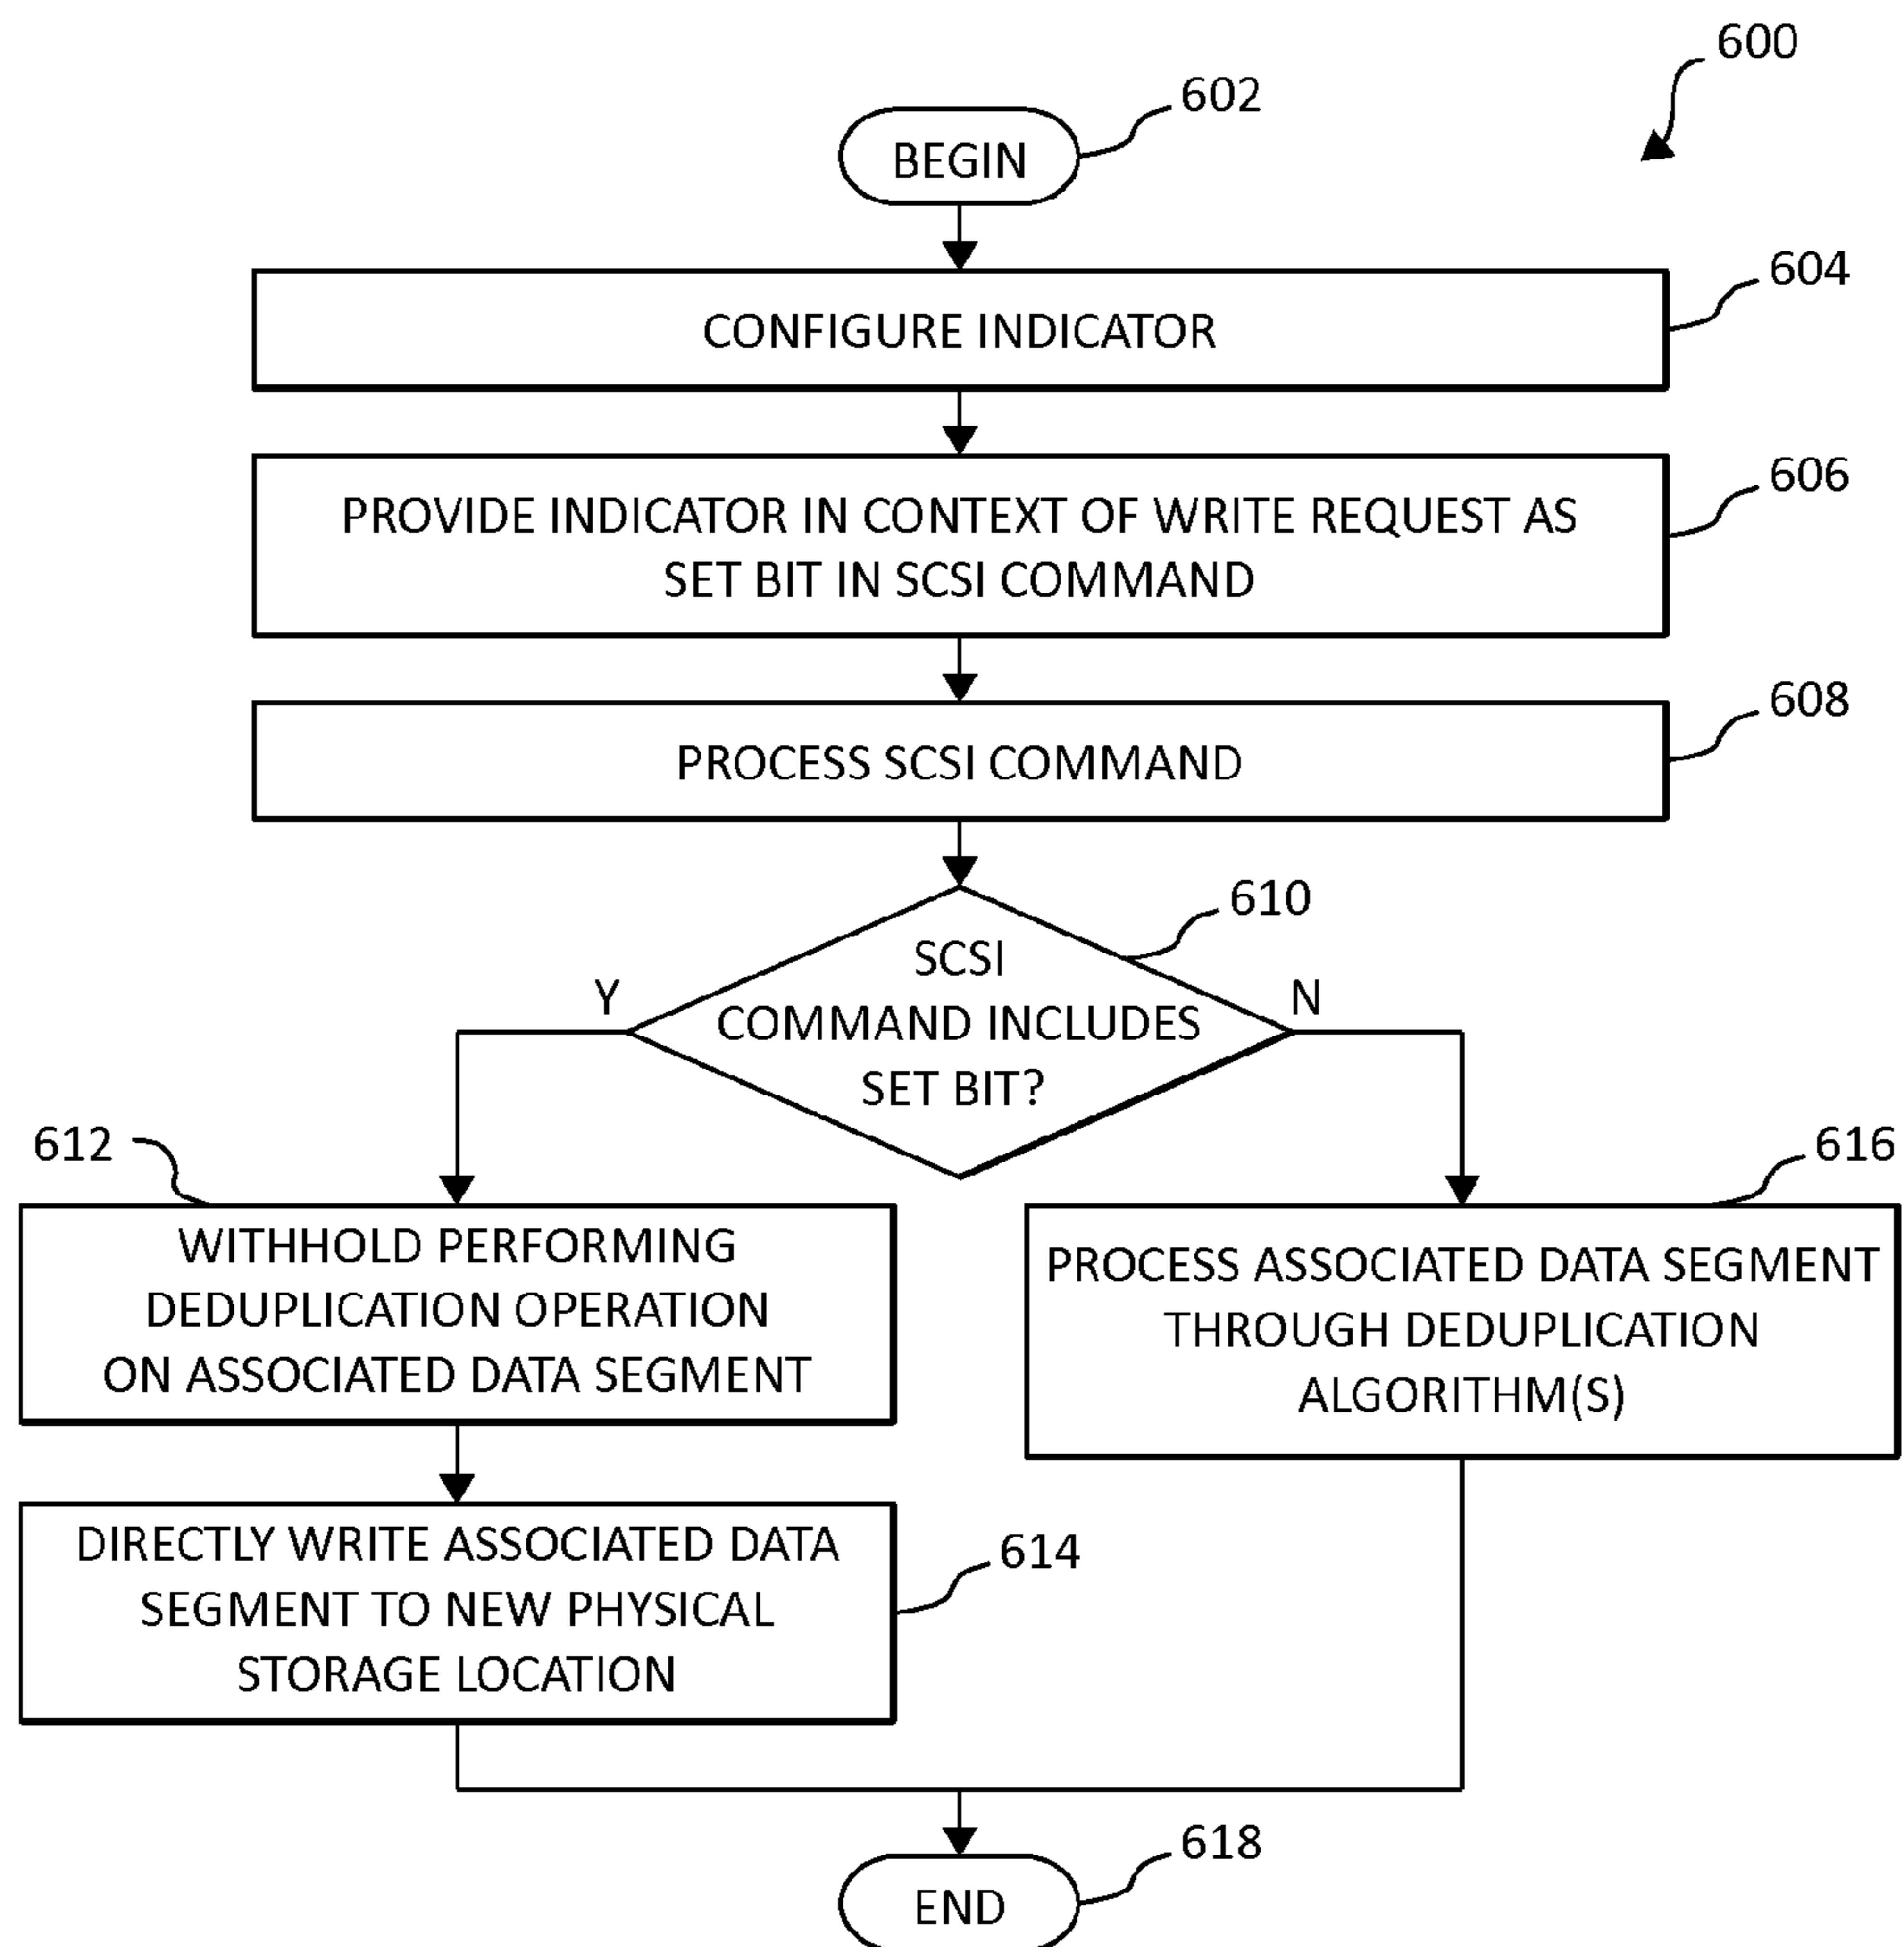 600
602
BEGIN
604
CONFIGURE INDICATOR
606
PROVIDE INDICATOR IN CONTEXT OF WRITE REQUEST AS
SET BIT IN SCSI COMMAND
608
PROCESS SCSI COMMAND
610
SCSI
COMMAND INCLUDES
SET BIT?
Y
N
612
WITHHOLD PERFORMING
DEDUPLICATION OPERATION
ON ASSOCIATED DATA SEGMENT
616
PROCESS ASSOCIATED DATA SEGMENT
THROUGH DEDUPLICATION
ALGORITHM(S)
DIRECTLY WRITE ASSOCIATED DATA
SEGMENT TO NEW PHYSICAL
STORAGE LOCATION
614
618
END